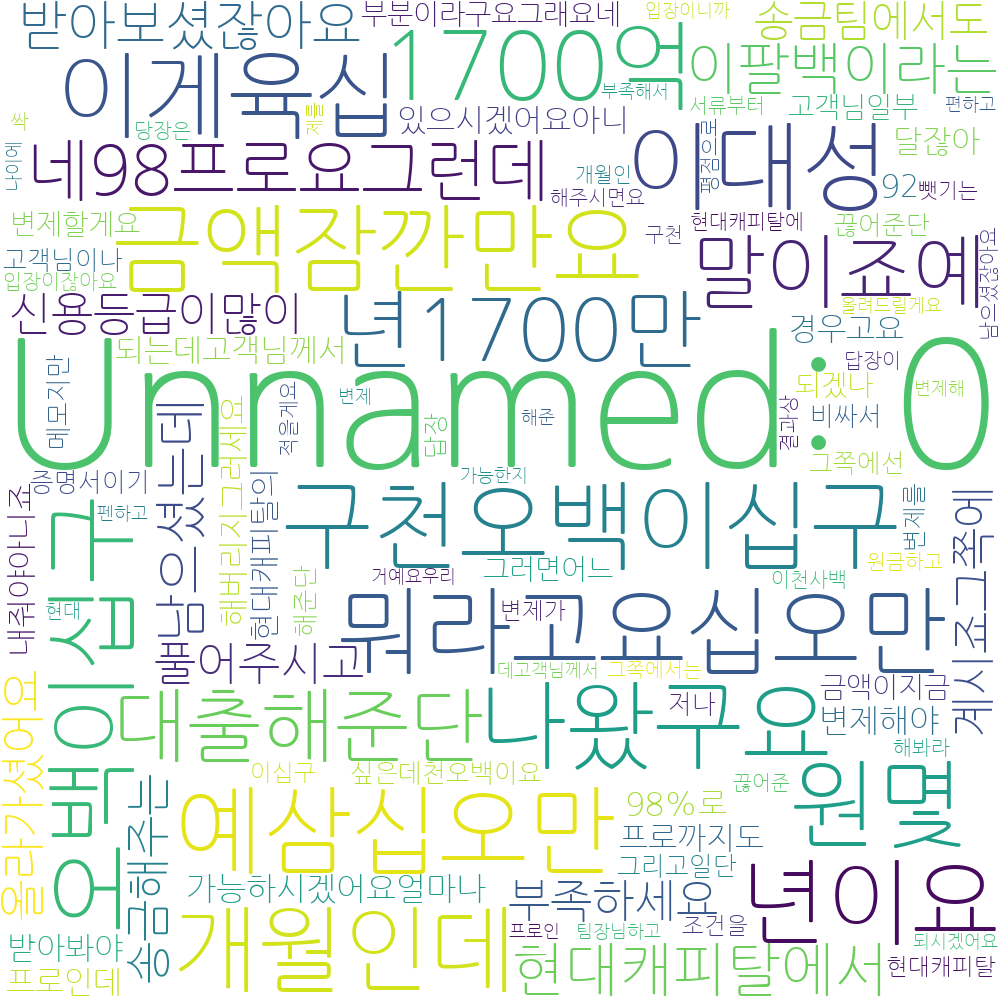 받아보셨잖아요
부분이라구요그래요네
입장이니까
송금팀에서도
이게육십
1700억
이팔백이라는
부족해서
서류부터
고객님일부
편하고
싹
당장은
계를
있으시겠어요아니
이대성
평점으로
달잖아
나이에
네98프로요그런데
개월인
해주시면요
92
뺏기는
변제할게요
금액잠깐만요
현대캐피탈에
끊어준단
구천
고객님이나
말이죠예
남으셨잖아요
입장이잖아요
신용등급이많이
년1700만
올려드릴게요
경우고요
되는데고객님께서
답장이
메모지만
Unnamed: 0
되겠나
변제해
적을게요
변제
답장
해준
결과상
비싸서
그쪽에선
증명서이기
남으셨는데
해버리지그러세요
현대캐피탈의
가능한지
펜하고
내줘야아니죠
오백이십구
구천오백이십구
변제를
계시죠그쪽에
해준단
거예요우리
그러면어느
이천사백
원금하고
현대
뭐라고요십오만
변제가
풀어주시고
데고객님께서
그쪽에서는
올라가셨어요
대출해준단
나왔구요
저나
금액이지금
변제해야
해봐라
이십구
싶은데천오백이요
끊어준
원몇
송금해주는
예삼십오만
98%로
프로까지도
그리고일단
가능하시겠어요얼마나
부족하세요
년이요
받아봐야
개월인데
프로인
팀장님하고
조건을
되시겠어요
프로인데
현대캐피탈에서
현대캐피탈